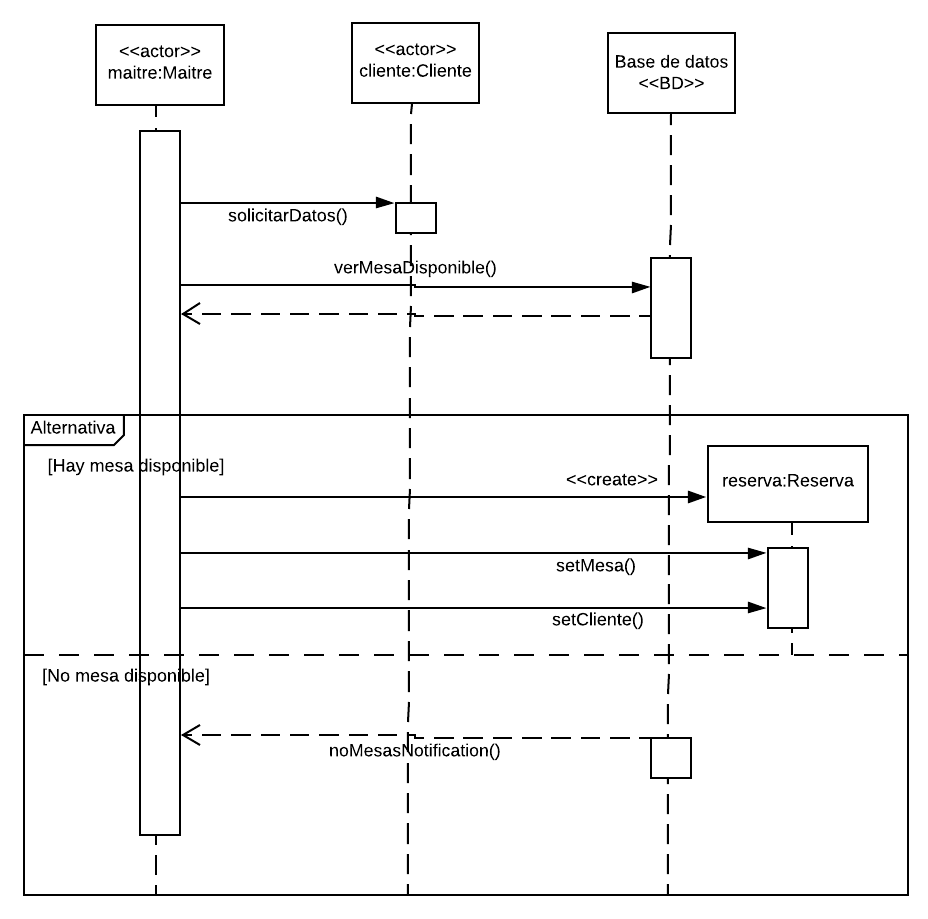 <<actor>>
maitre:Maitre
<<actor>>
cliente:Cliente
Base de datos
<<BD>>
solicitarDatos()
verMesaDisponible()
Alternativa
[Hay mesa disponible]
<<create>>
reserva:Reserva
setMesa()
setCliente()
[No mesa disponible]
noMesasNotification()